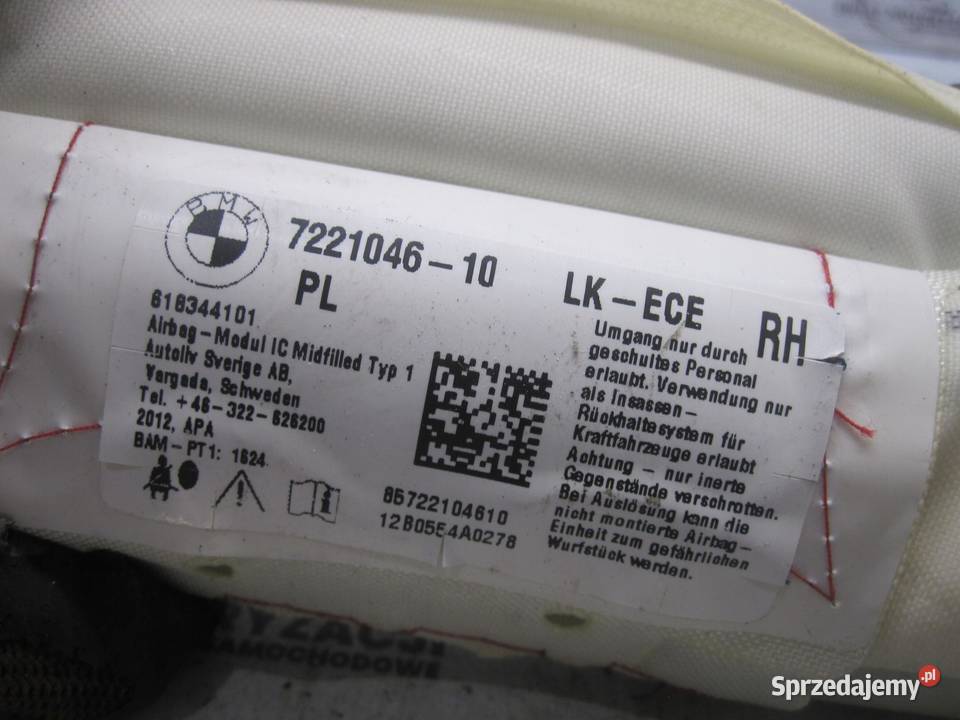 BMW
7221046-10
PL
LK-ECE
RH
618344101
Airbag-Modul IC Midfilled Typ 1
Autoliv Sverige AB,
Vargada, Schweden
Tel. +46-322-626200
2012, APA
BAM-PT1: 1624
85722104610
12B0554A0278
Umgang nur durch
geschultes Personal
erlaubt. Verwendung nur
als Insassen-
Rückhaltesystem für
Kraftfahrzeuge erlaubt
Achtung - nur inerte
Gegenstände verschrotten.
Bei Auslösung kann die
nicht montierte Airbag-
Einheit zum gefährlichen
Wurfstück werden.
SAMOCHODOWE
Sprzedajemy.pl